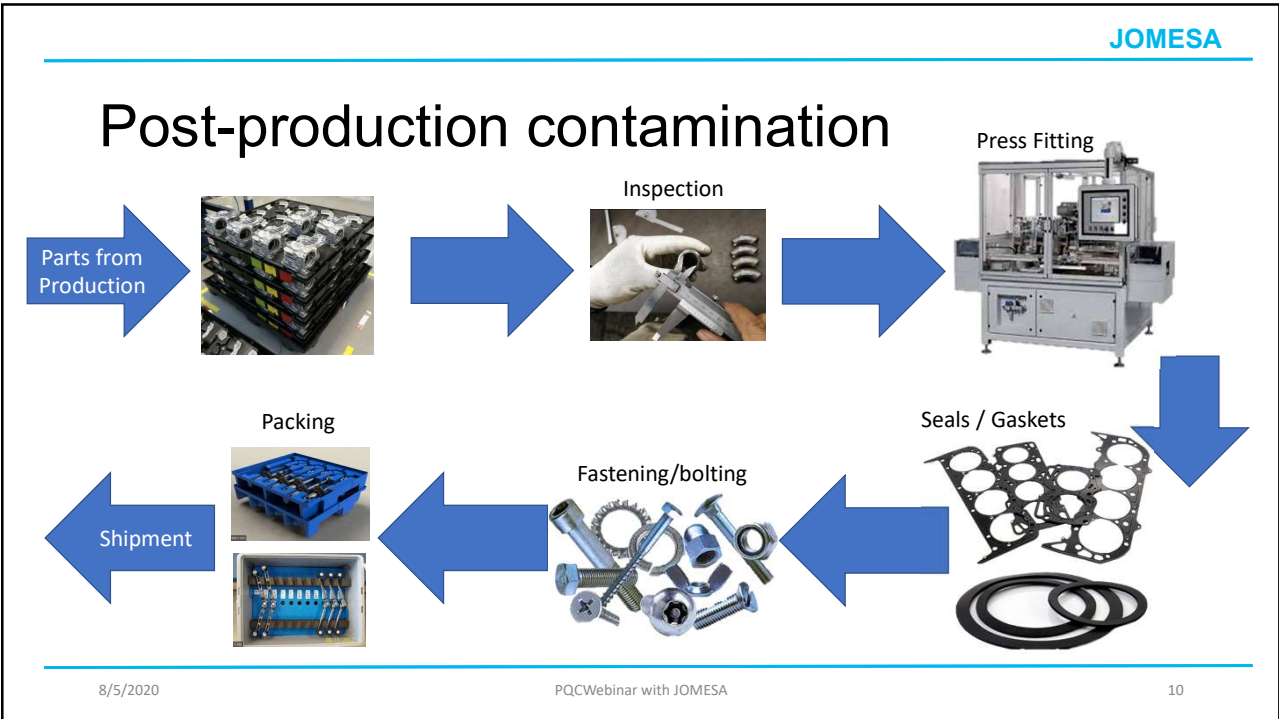 JOMESA
Post-production contamination
Press Fitting
Inspection
Parts from
Production
Seals / Gaskets
Fastening/bolting
Packing
Shipment
8/5/2020
PQCWebinar with JOMESA
10